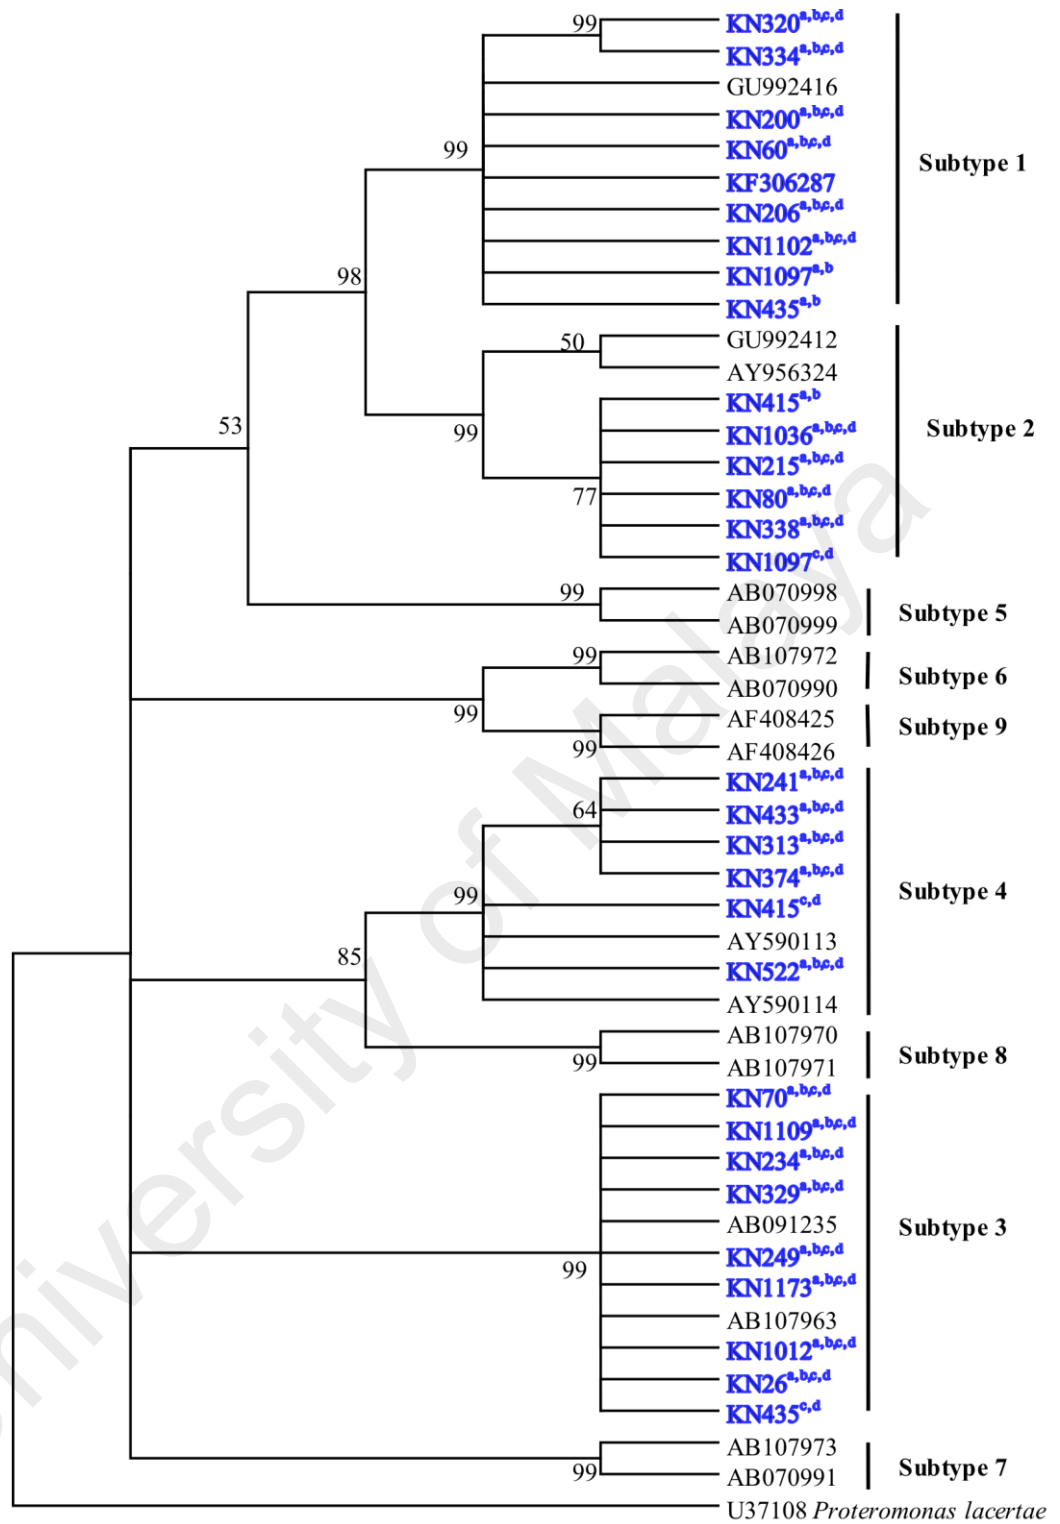 99 KN320a,b,c,d
KN334a,b,c,d
GU992416
KN200a,b,c,d
99 KN60a,b,c,d
Subtype 1
KF306287
KN206a,b,c,d
KN1102a,b,c,d
98 KN1097a,b
KN435a,b
50 GU992412
AY956324
KN415a,b
53 99 KN1036a,b,c,d
Subtype 2
KN215a,b,c,d
77 KN80a,b,c,d
KN338a,b,c,d
KN1097c,d
99 AB070998
Subtype 5
AB070999
99 AB107972
Subtype 6
AB070990
99 AF408425
Subtype 9
99 AF408426
KN241a,b,c,d
64 KN433a,b,c,d
KN313a,b,c,d
KN374a,b,c,d
99 KN415c,d
Subtype 4
AY590113
85 KN522a,b,c,d
AY590114
AB107970
Subtype 8
99 AB107971
KN70a,b,c,d
KN1109a,b,c,d
KN234a,b,c,d
KN329a,b,c,d
AB091235
Subtype 3
KN249a,b,c,d
99 KN1173a,b,c,d
AB107963
KN1012a,b,c,d
KN26a,b,c,d
KN435c,d
AB107973
Subtype 7
99 AB070991
U37108 Proteromonas lacertae
University of Malaya